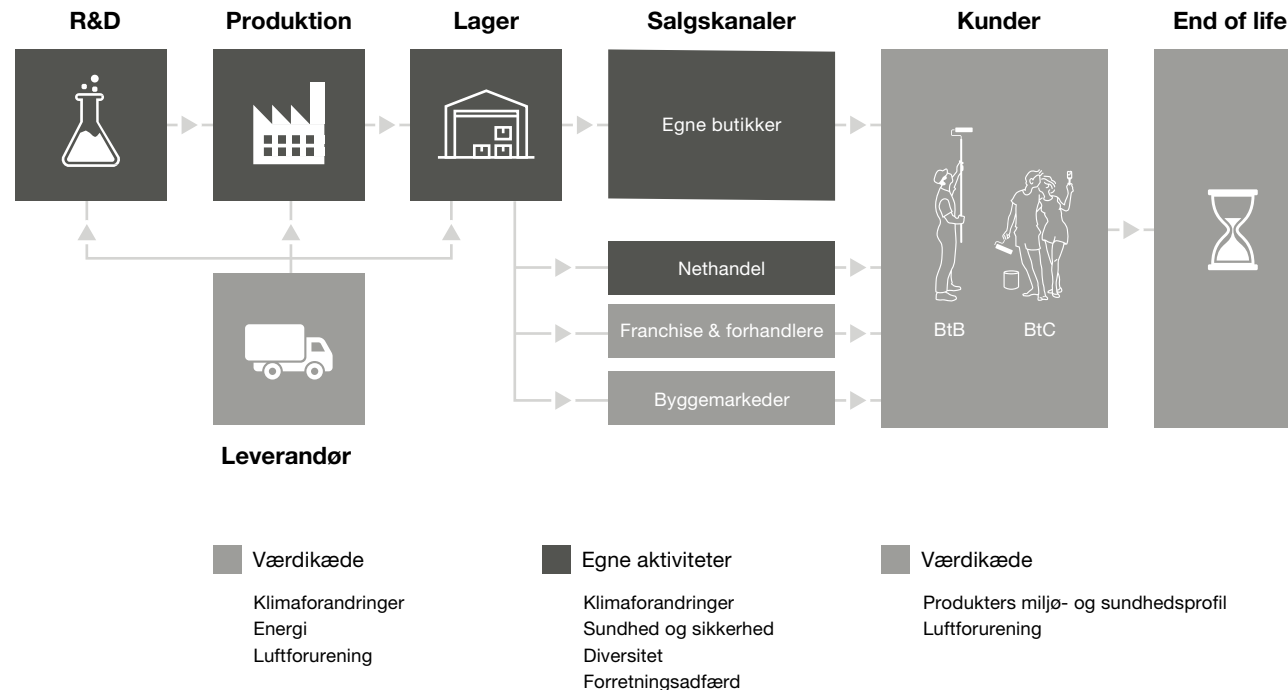 R&D
Produktion
Lager
Salgskanaler
Kunder
End of life
Egne butikker
Nethandel
Franchise & forhandlere
Byggemarkeder
BtB
BtC
Leverandør
Værdikæde
Klimaforandringer
Energi
Luftforurening
Egne aktiviteter
Klimaforandringer
Sundhed og sikkerhed
Diversitet
Forretningsadfærd
Værdikæde
Produkters miljø- og sundhedsprofil
Luftforurening